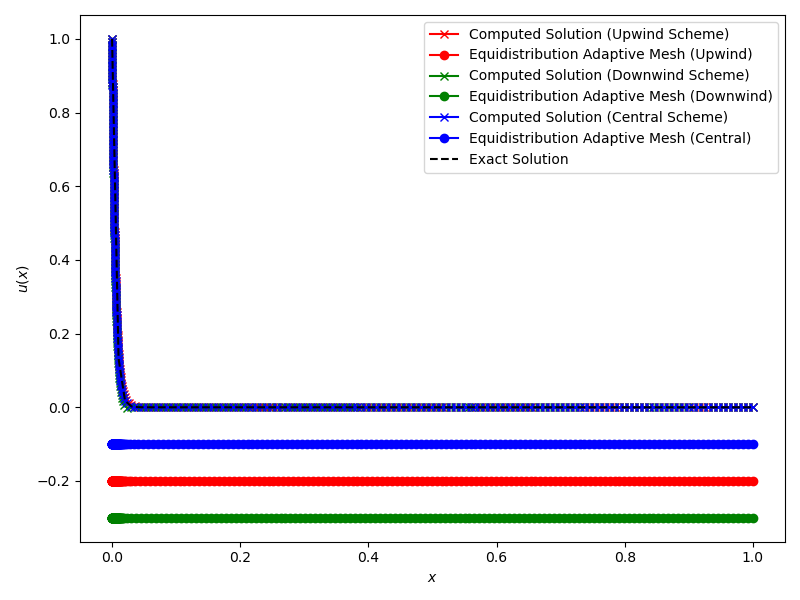 1.0
0.8
0.6
0.4
0.2
0.0
−0.2
u(x)
Computed Solution (Upwind Scheme)
Equidistribution Adaptive Mesh (Upwind)
Computed Solution (Downwind Scheme)
Equidistribution Adaptive Mesh (Downwind)
Computed Solution (Central Scheme)
Equidistribution Adaptive Mesh (Central)
Exact Solution
0.0 0.2 0.4 0.6 0.8 1.0
x